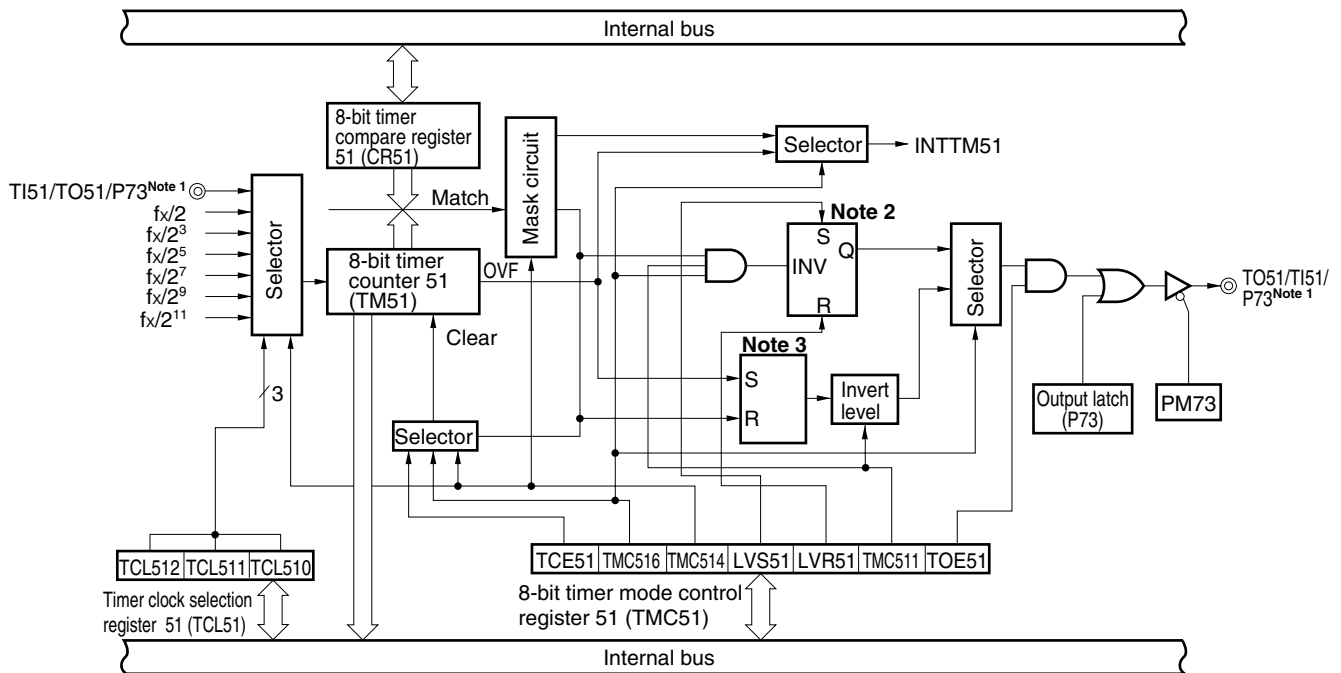 Internal bus
8-bit timer
compare register
51 (CR51)
Mask circuit
Selector
INTTM51
TI51/TO51/P73Note 1
fX/2
fX/2³
fX/2⁵
fX/2⁷
fX/2⁹
fX/2¹¹
Selector
Match
8-bit timer
counter 51
(TM51)
OVF
Clear
Note 2
S
INV
Q
R
Selector
TO51/TI51/
P73Note 1
Note 3
S
R
Invert
level
Output latch
(P73)
PM73
3
Selector
TCL512 TCL511 TCL510
Timer clock selection
register 51 (TCL51)
TCE51 TMC516 TMC514 LVS51 LVR51 TMC511 TOE51
8-bit timer mode control
register 51 (TMC51)
Internal bus